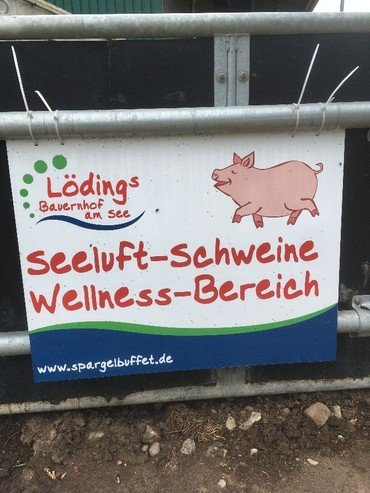 Lödings
Bauernhof
am See
Seeluft-Schweine
Wellness-Bereich
www.spargelbuffet.de